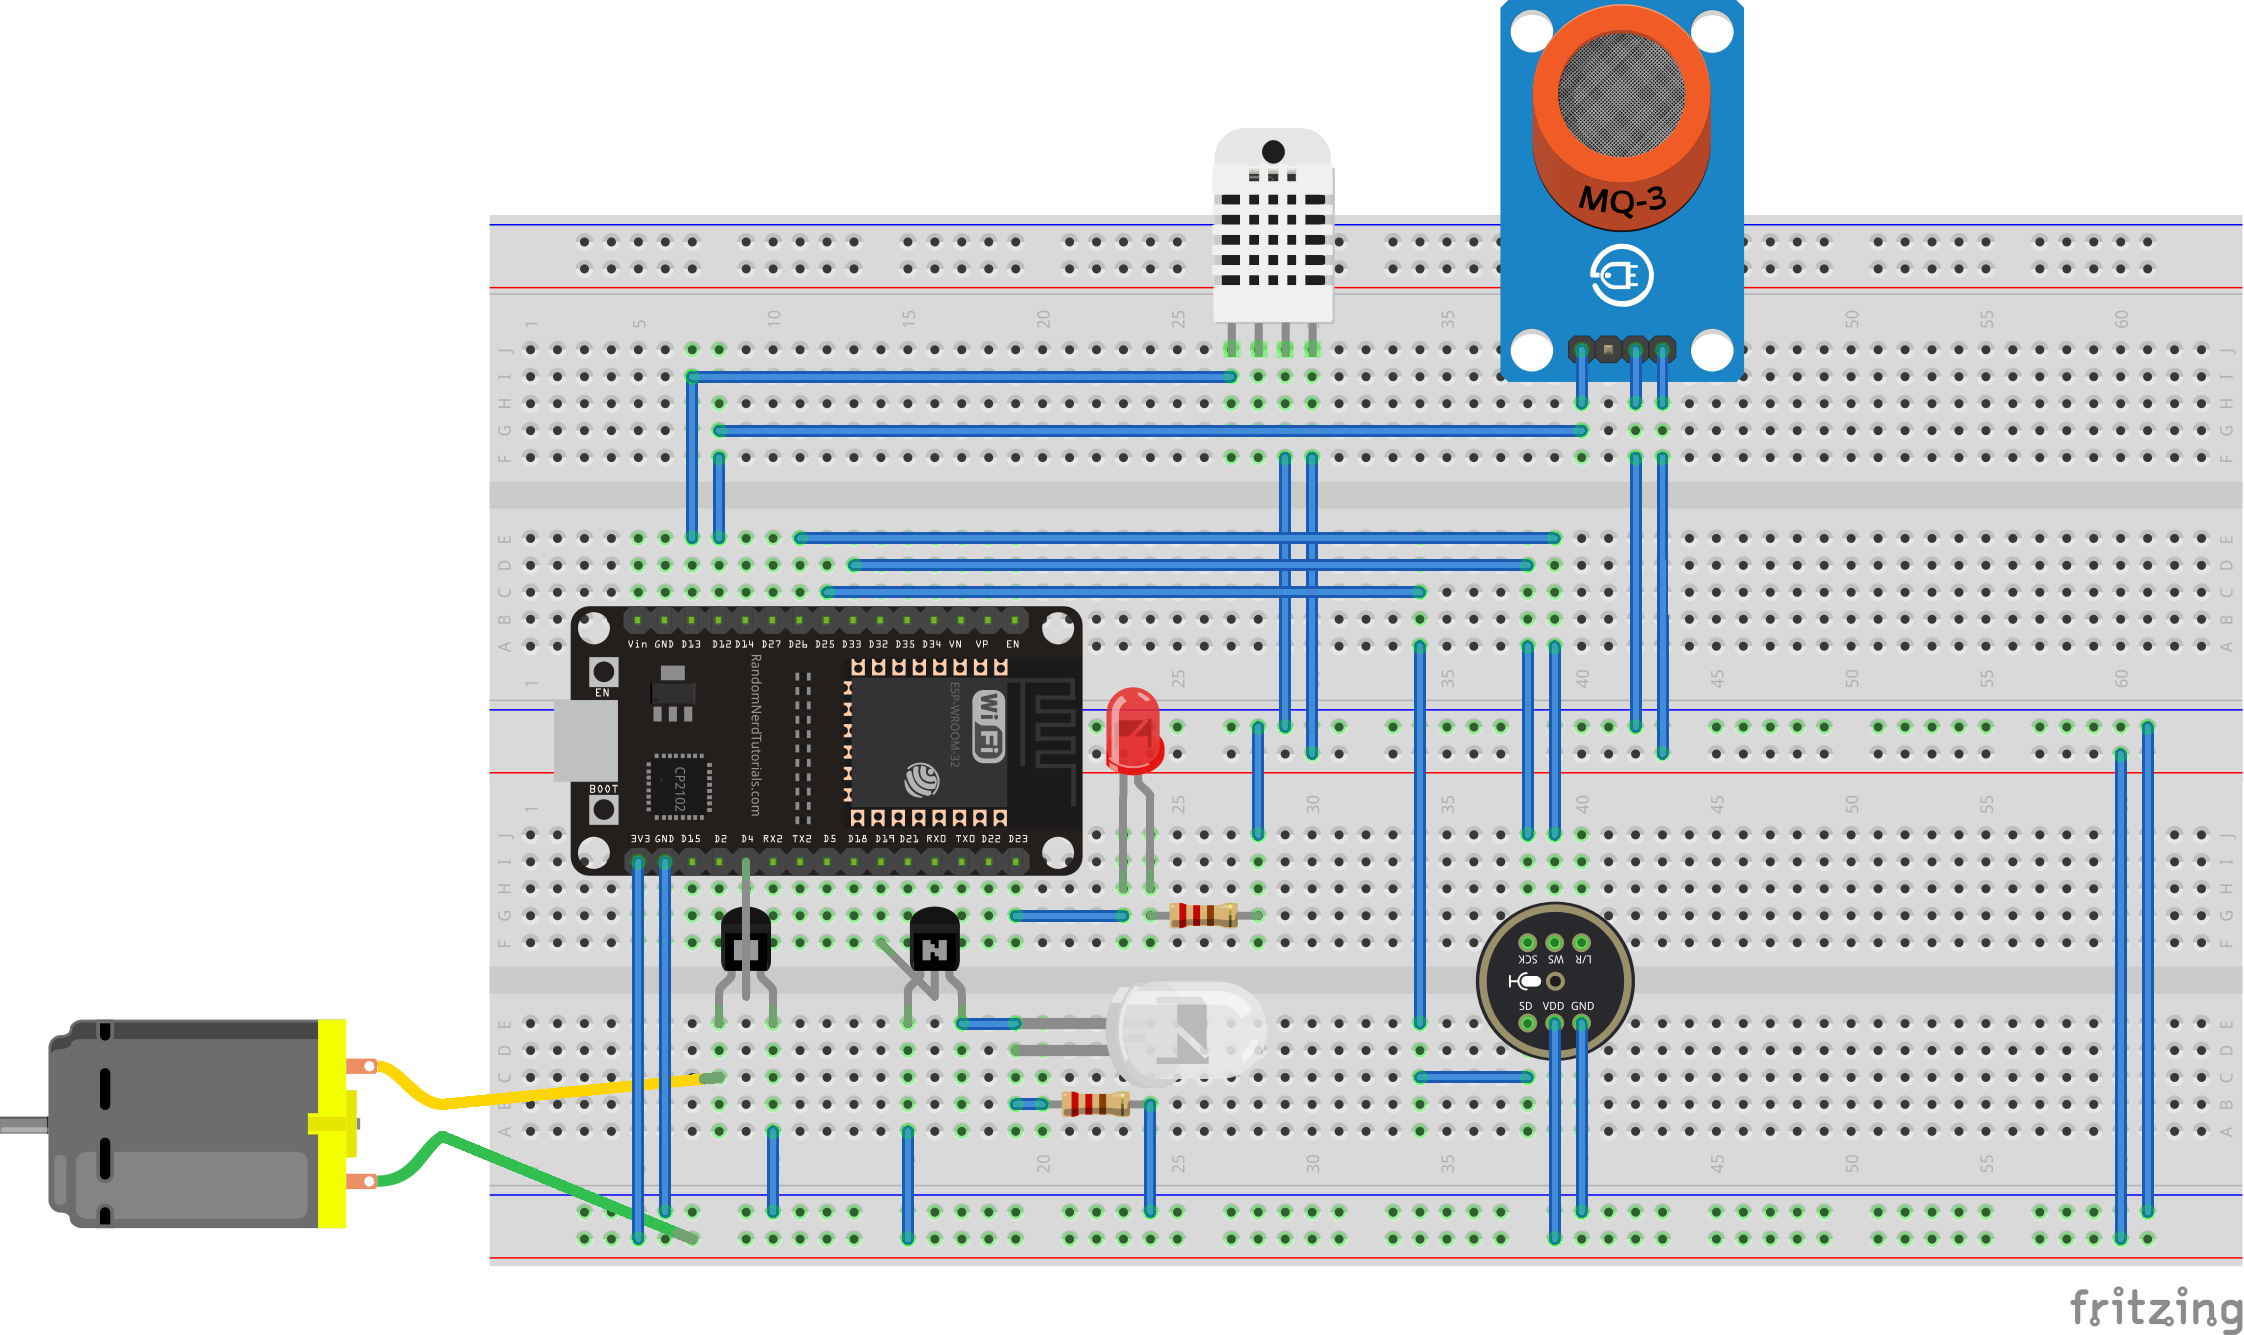 MQ-3
1 5 10 15 20 25 35 50 55 60
J J
I I
H H
G G
F F
E E
D D
C C
B B
A A
Vin GND D13 D12 D14 D27 D26 D25 D33 D32 D35 D34 VN VP EN
EN
RandomNerdTutorials.com
ESP-WROOM-32
WiFi
CP2102
BOOT
3V3 GND D15 D2 D4 RX2 TX2 D5 D18 D19 D21 RX0 TX0 D22 D23
1 25 35 40 45 50 55 60
1 25 30 35 40 45 50 55 60
J J
I I
H H
G G
F F
SCK WS L/R
SD VDD GND
E E
D D
C C
B B
A A
20 25 30 35 45 50 55 60
fritzing